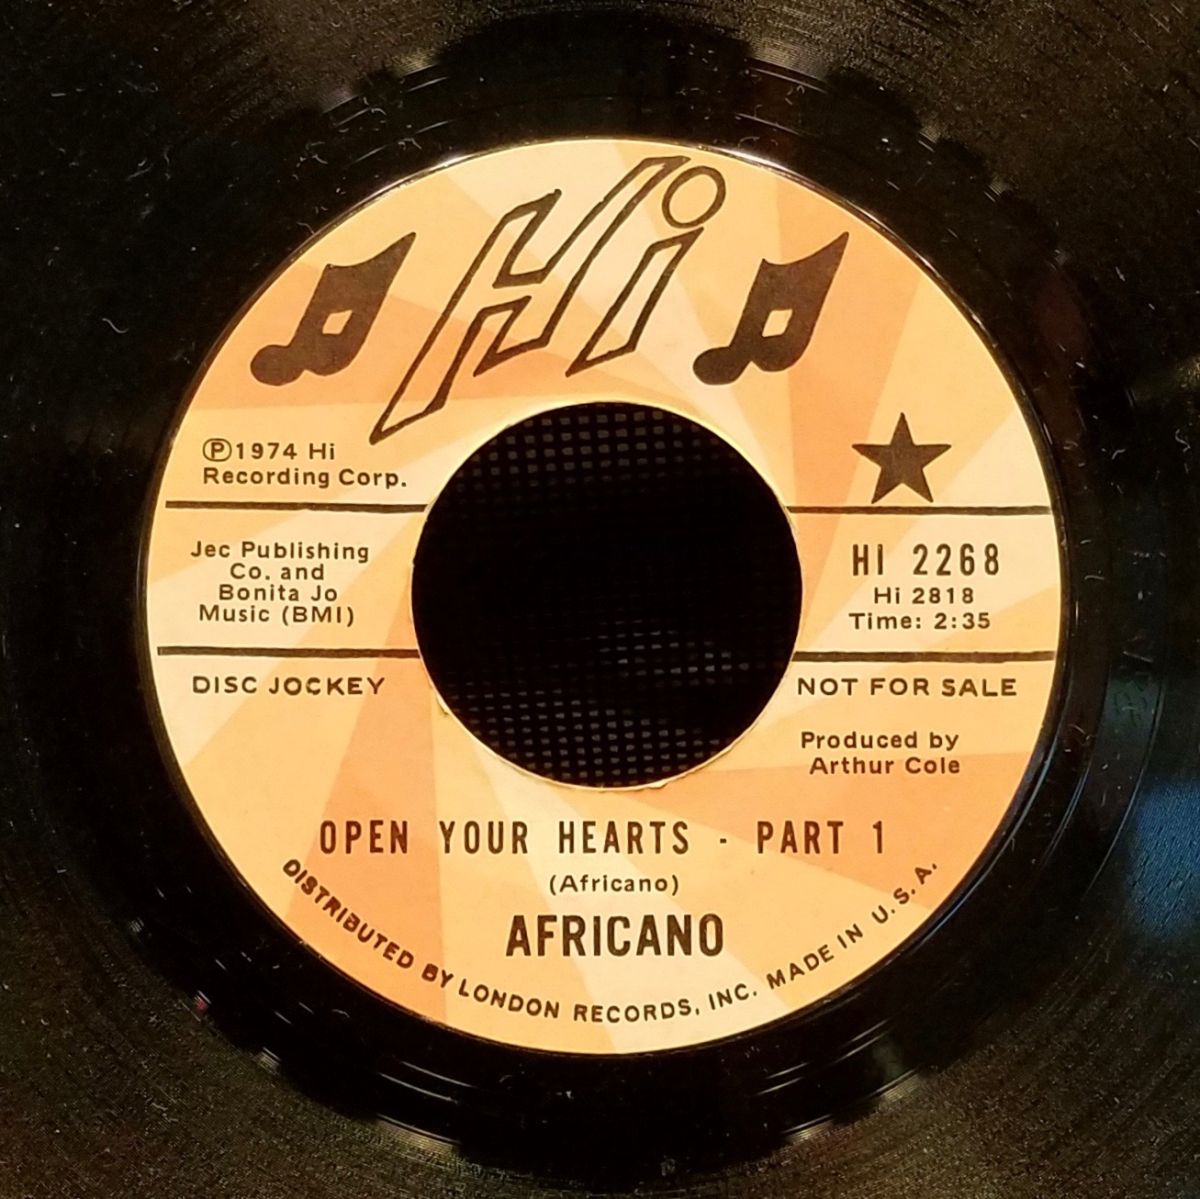 Hi
℗1974 Hi
Recording Corp.
Jec Publishing
Co. and
Bonita Jo
Music (BMI)
HI 2268
Hi 2818
Time: 2:35
DISC JOCKEY
NOT FOR SALE
Produced by
Arthur Cole
OPEN YOUR HEARTS - PART 1
(Africano)
AFRICANO
DISTRIBUTED BY LONDON RECORDS, INC. MADE IN U.S.A.